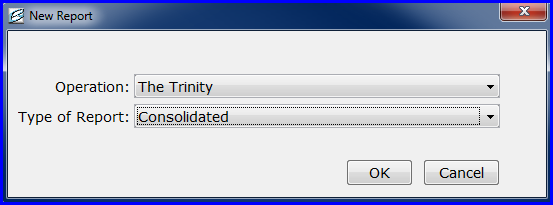 New Report
Operation: The Trinity
Type of Report: Consolidated
OK Cancel